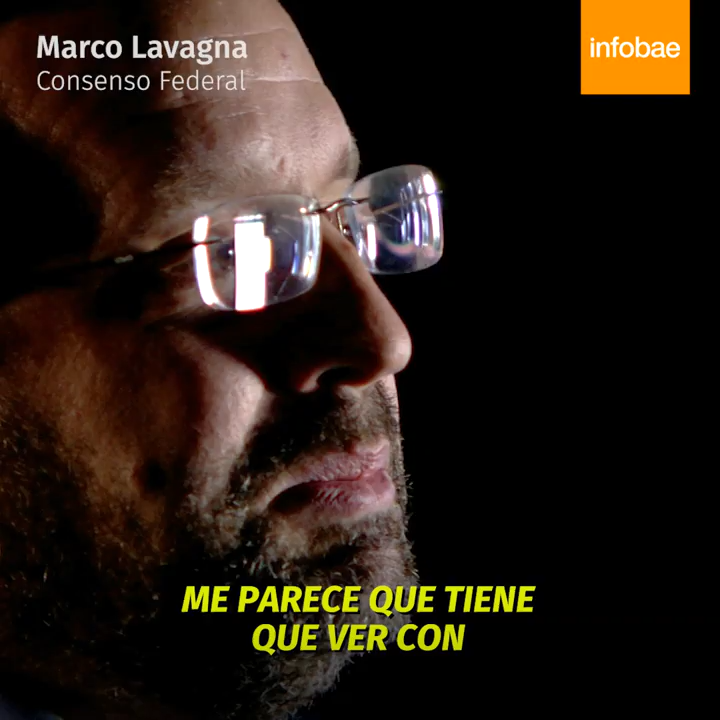 Marco Lavagna
Consenso Federal
infobae
ME PARECE QUE TIENE
QUE VER CON